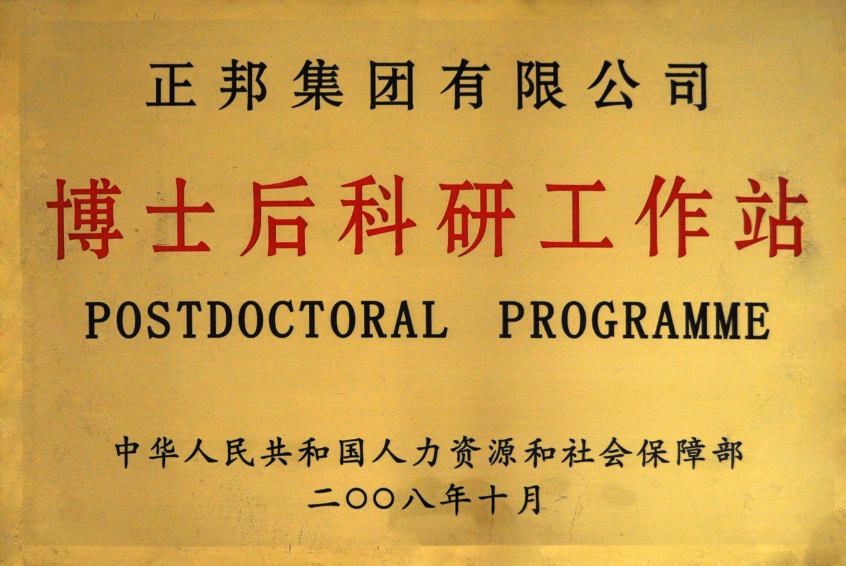 正邦集团有限公司
博士后科研工作站
POSTDOCTORAL PROGRAMME
中华人民共和国人力资源和社会保障部
二〇〇八年十月